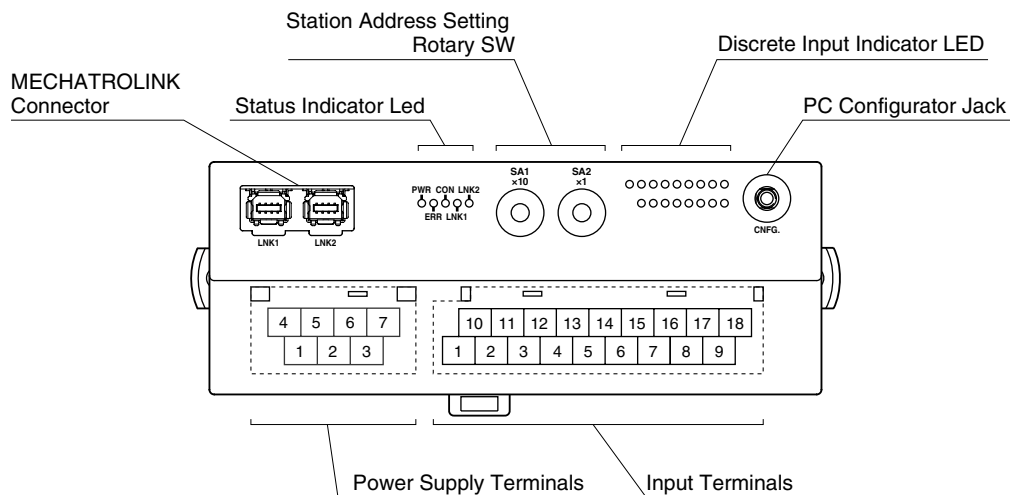 Station Address Setting
Rotary SW
Discrete Input Indicator LED
MECHATROLINK
Connector
Status Indicator Led
PC Configurator Jack
SA1
×10
SA2
×1
PWR CON LNK2
ERR LNK1
LNK1
LNK2
CNFG.
4 5 6 7
1 2 3
10 11 12 13 14 15 16 17 18
1 2 3 4 5 6 7 8 9
Power Supply Terminals
Input Terminals